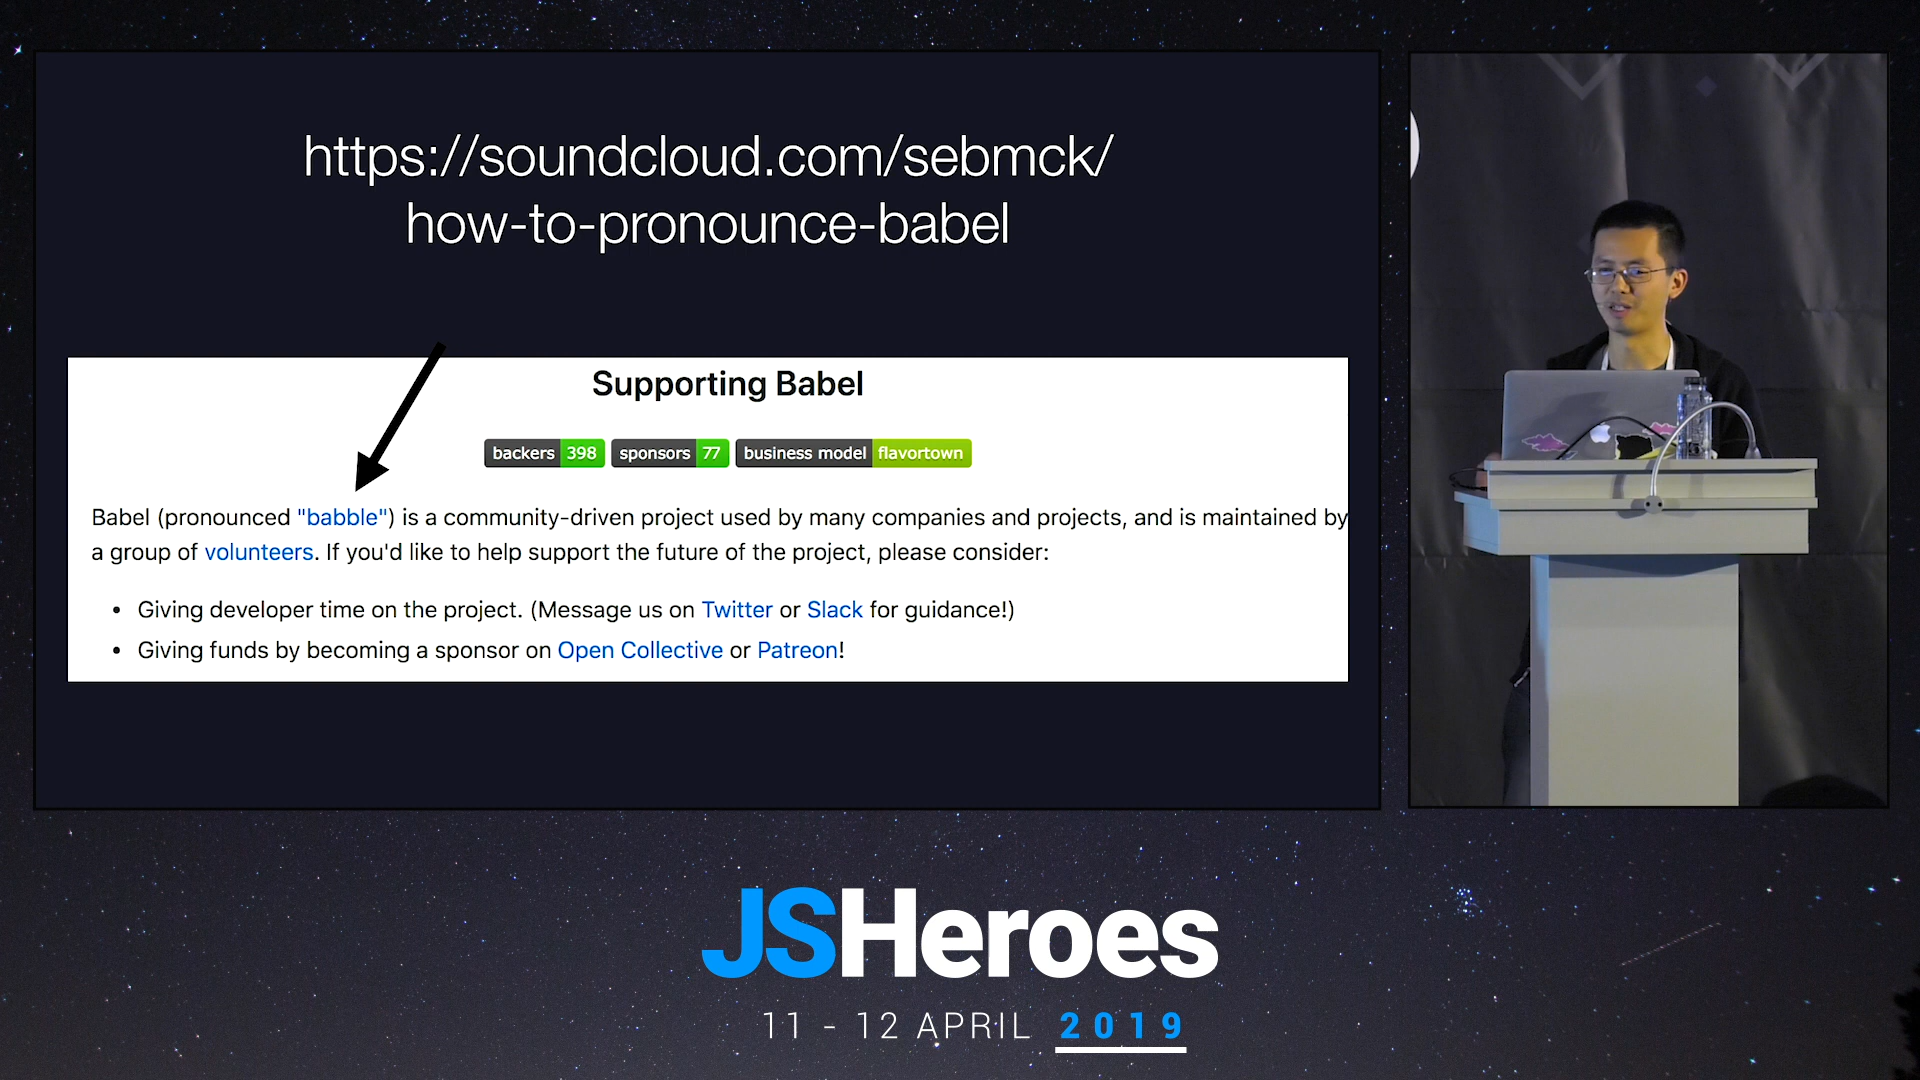 https://soundcloud.com/sebmck/
how-to-pronounce-babel
Supporting Babel
backers 398 sponsors 77 business model flavortown
Babel (pronounced "babble") is a community-driven project used by many companies and projects, and is maintained by
a group of volunteers. If you'd like to help support the future of the project, please consider:
• Giving developer time on the project. (Message us on Twitter or Slack for guidance!)
• Giving funds by becoming a sponsor on Open Collective or Patreon!
JSHeroes
11 - 12 APRIL 2019